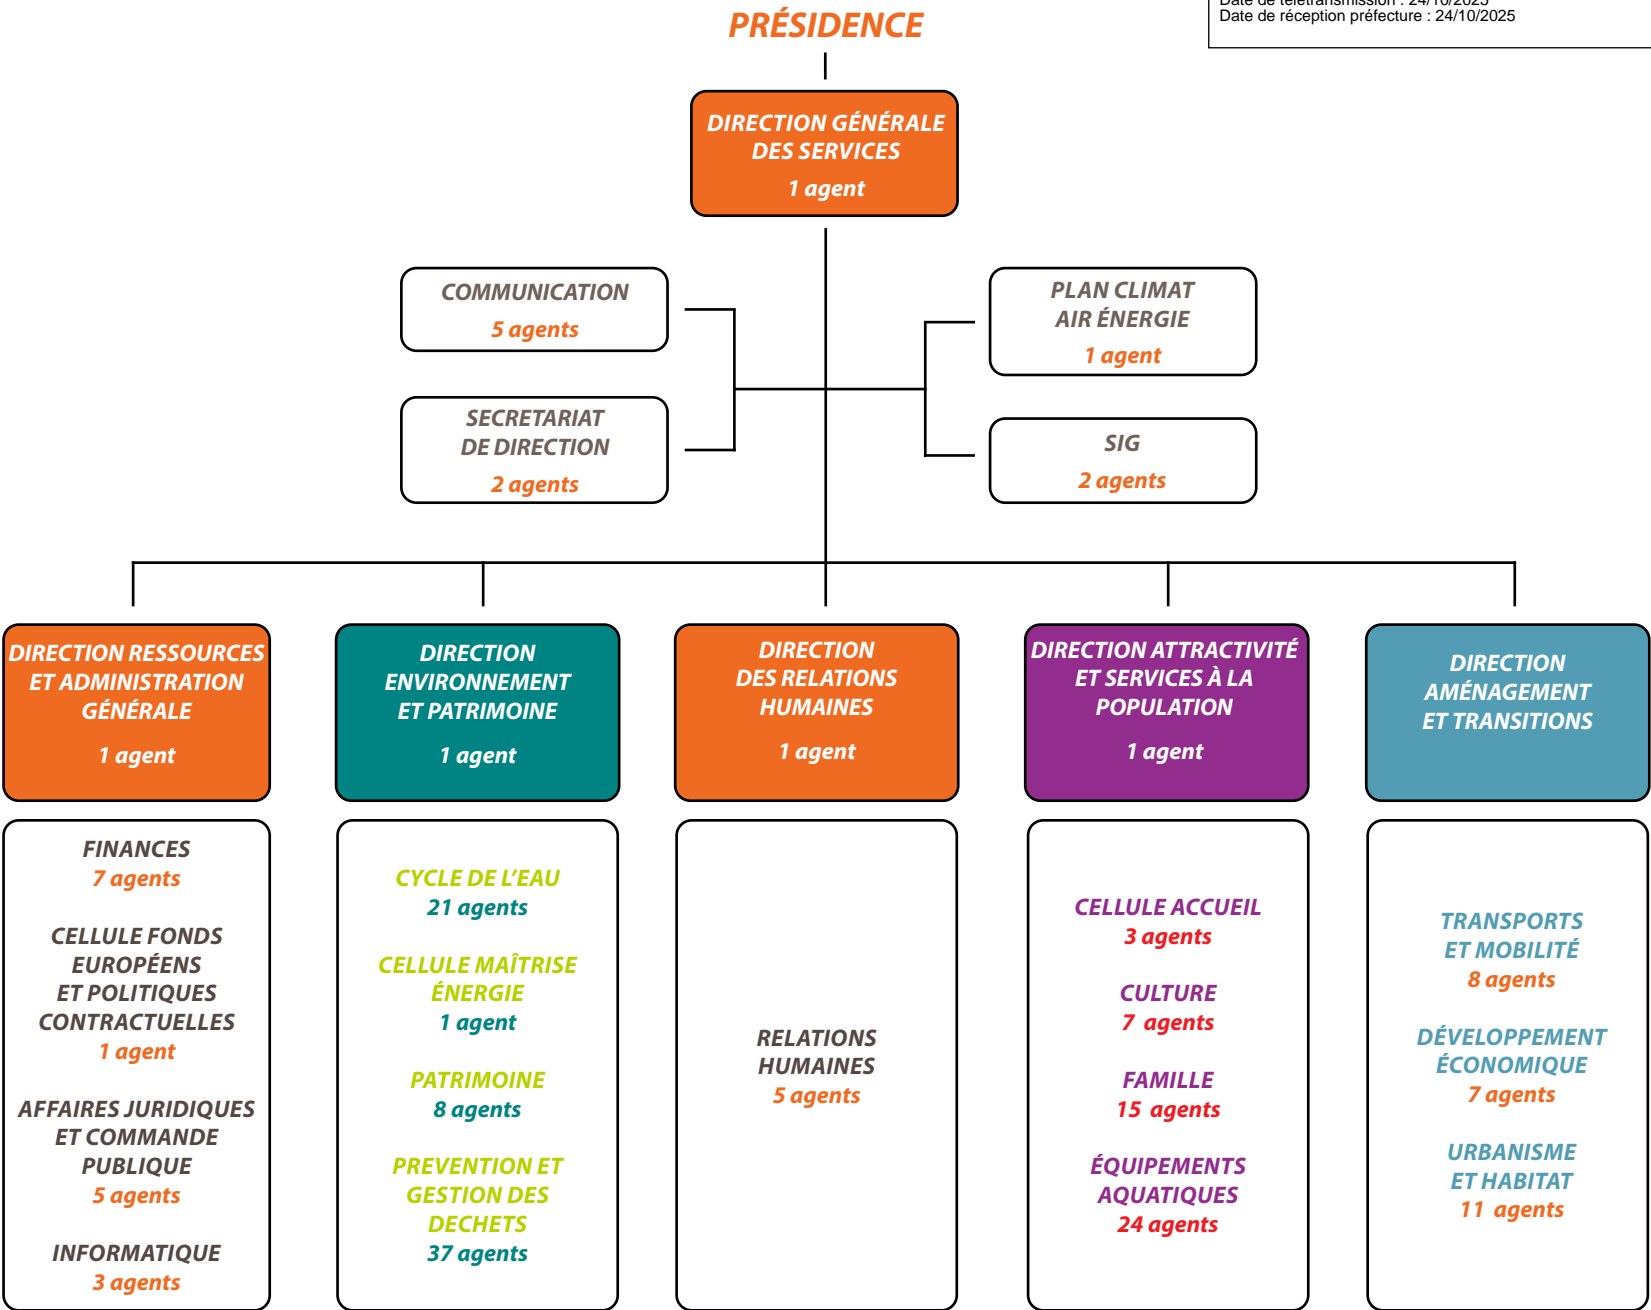 Date de télétransmission : 24/10/2025
Date de réception préfecture : 24/10/2025
PRÉSIDENCE
DIRECTION GÉNÉRALE
DES SERVICES
1 agent
COMMUNICATION
5 agents
PLAN CLIMAT
AIR ÉNERGIE
1 agent
SECRETARIAT
DE DIRECTION
2 agents
SIG
2 agents
DIRECTION RESSOURCES
ET ADMINISTRATION
GÉNÉRALE
1 agent
DIRECTION
ENVIRONNEMENT
ET PATRIMOINE
1 agent
DIRECTION
DES RELATIONS
HUMAINES
1 agent
DIRECTION ATTRACTIVITÉ
ET SERVICES À LA
POPULATION
1 agent
DIRECTION
AMÉNAGEMENT
ET TRANSITIONS
FINANCES
7 agents
CELLULE FONDS
EUROPÉENS
ET POLITIQUES
CONTRACTUELLES
1 agent
AFFAIRES JURIDIQUES
ET COMMANDE
PUBLIQUE
5 agents
INFORMATIQUE
3 agents
CYCLE DE L’EAU
21 agents
CELLULE MAÎTRISE
ÉNERGIE
1 agent
PATRIMOINE
8 agents
PREVENTION ET
GESTION DES
DECHETS
37 agents
RELATIONS
HUMAINES
5 agents
CELLULE ACCUEIL
3 agents
CULTURE
7 agents
FAMILLE
15 agents
ÉQUIPEMENTS
AQUATIQUES
24 agents
TRANSPORTS
ET MOBILITÉ
8 agents
DÉVELOPPEMENT
ÉCONOMIQUE
7 agents
URBANISME
ET HABITAT
11 agents